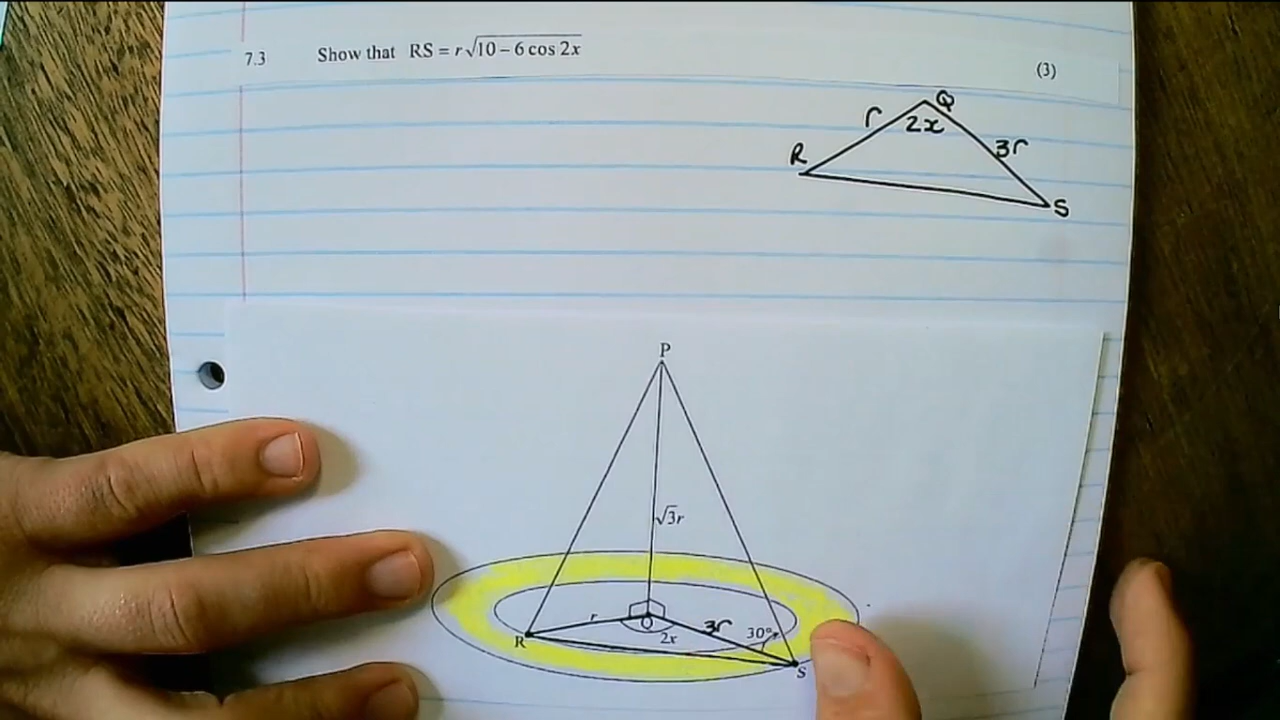 7.3 Show that RS = r√10 – 6 cos 2x
(3)
Q
r
2x
3r
R
S
P
√3r
r
Q
3r
30°
2x
R
S